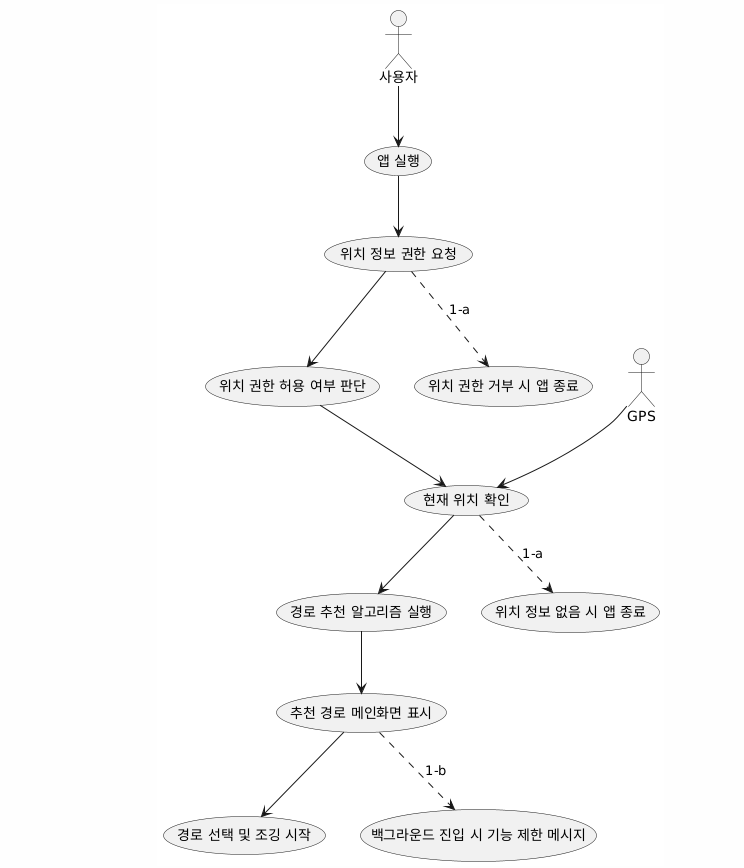 사용자
앱 실행
위치 정보 권한 요청
1-a
위치 권한 허용 여부 판단
위치 권한 거부 시 앱 종료
GPS
현재 위치 확인
1-a
경로 추천 알고리즘 실행
위치 정보 없음 시 앱 종료
추천 경로 메인화면 표시
1-b
경로 선택 및 조깅 시작
백그라운드 진입 시 기능 제한 메시지